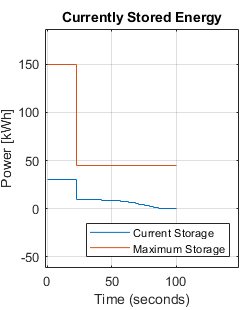 Currently Stored Energy
Power [kWh]
150
100
50
0
-50
Current Storage
Maximum Storage
0
50
100
Time (seconds)